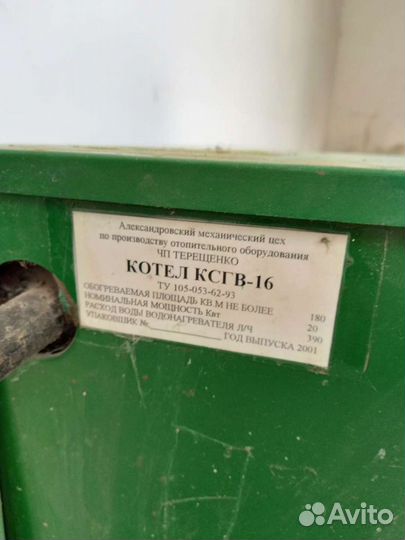 Александровский механический цех
по производству отопительного оборудования
ЧП ТЕРЕЩЕНКО
КОТЕЛ КСГВ-16
ТУ 105-053-62-93
ОБОГРЕВАЕМАЯ ПЛОЩАДЬ КВ.М НЕ БОЛЕЕ 180
НОМИНАЛЬНАЯ МОЩНОСТЬ Квт 20
РАСХОД ВОДЫ ВОДОНАГРЕВАТЕЛЯ Л/Ч 390
УПАКОВЩИК №____________ ГОД ВЫПУСКА 2001
Avito